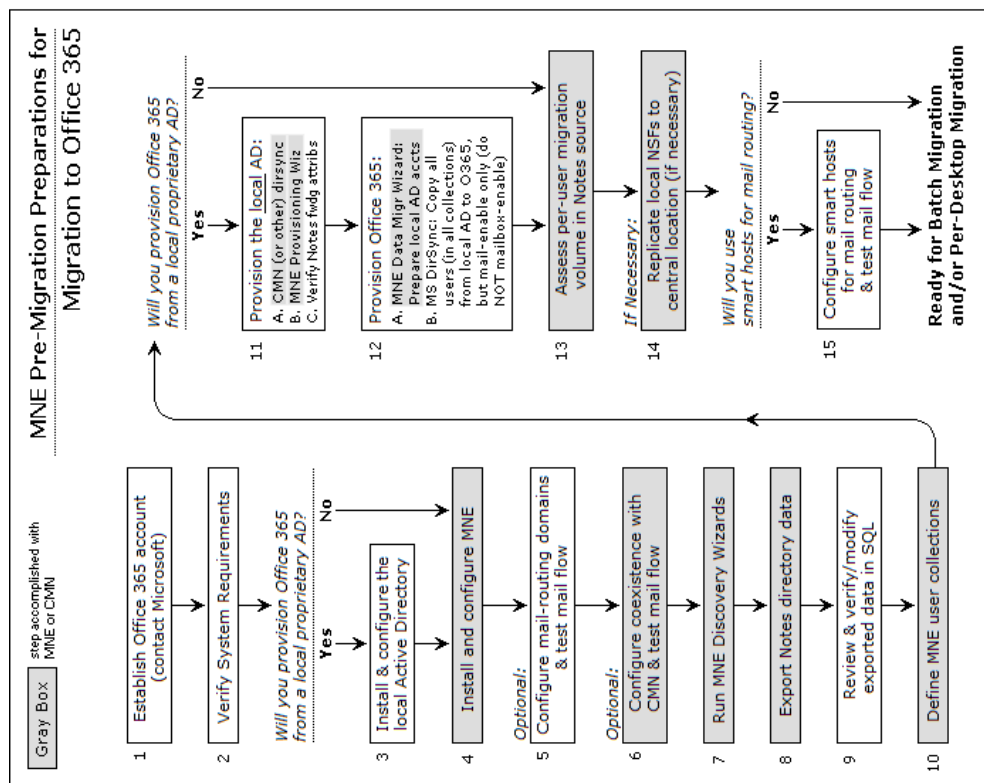 MNE Pre-Migration Preparations for
Migration to Office 365
Gray Box
step accomplished with
MNE or CMN
1
Establish Office 365 account
(contact Microsoft)
2
Verify System Requirements
Will you provision Office 365
from a local proprietary AD?
Yes
No
3
Install & configure the
local Active Directory
4
Install and configure MNE
Optional:
5
Configure mail-routing domains
& test mail flow
Optional:
6
Configure coexistence with
CMN & test mail flow
7
Run MNE Discovery Wizards
8
Export Notes directory data
9
Review & verify/modify
exported data in SQL
10
Define MNE user collections
Will you provision Office 365
from a local proprietary AD?
Yes
No
11
Provision the local AD:
A. CMN (or other) dirsync
B. MNE Provisioning Wiz
C. Verify Notes fwdg attribs
12
Provision Office 365:
A. MNE Data Migr Wizard:
Prepare local AD accts
B. MS DirSync: Copy all
users (in all collections)
from local AD to O365,
but mail-enable only (do
NOT mailbox-enable)
13
Assess per-user migration
volume in Notes source
If Necessary:
14
Replicate local NSFs to
central location (if necessary)
Will you use
smart hosts for mail routing?
Yes
No
15
Configure smart hosts
for mail routing
& test mail flow
Ready for Batch Migration
and/or Per-Desktop Migration